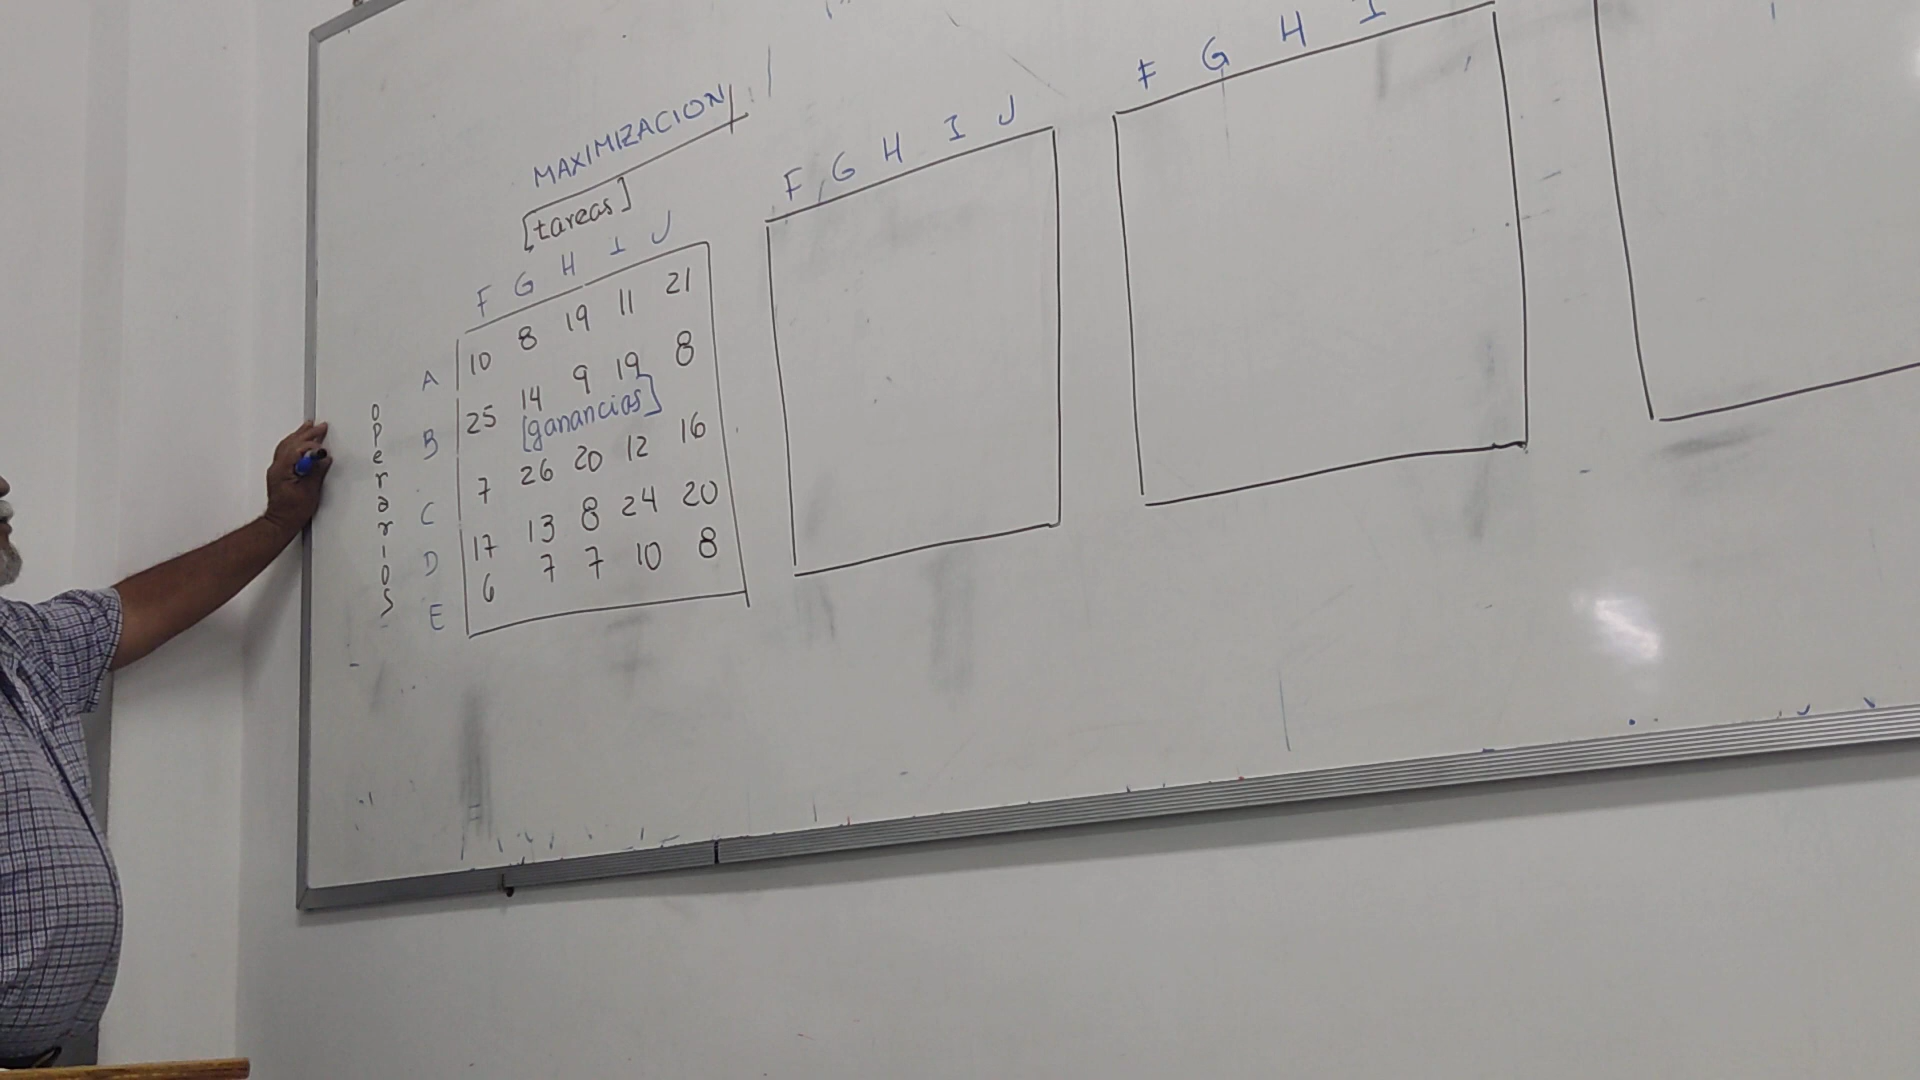 MAXIMIZACION
[tareas]
F G H I J
A 10 8 19 11 21
B 25 14 9 19 8
[ganancias]
C 7 26 20 12 16
D 17 13 8 24 20
E 6 7 7 10 8
operarios
F G H I J
F G H I